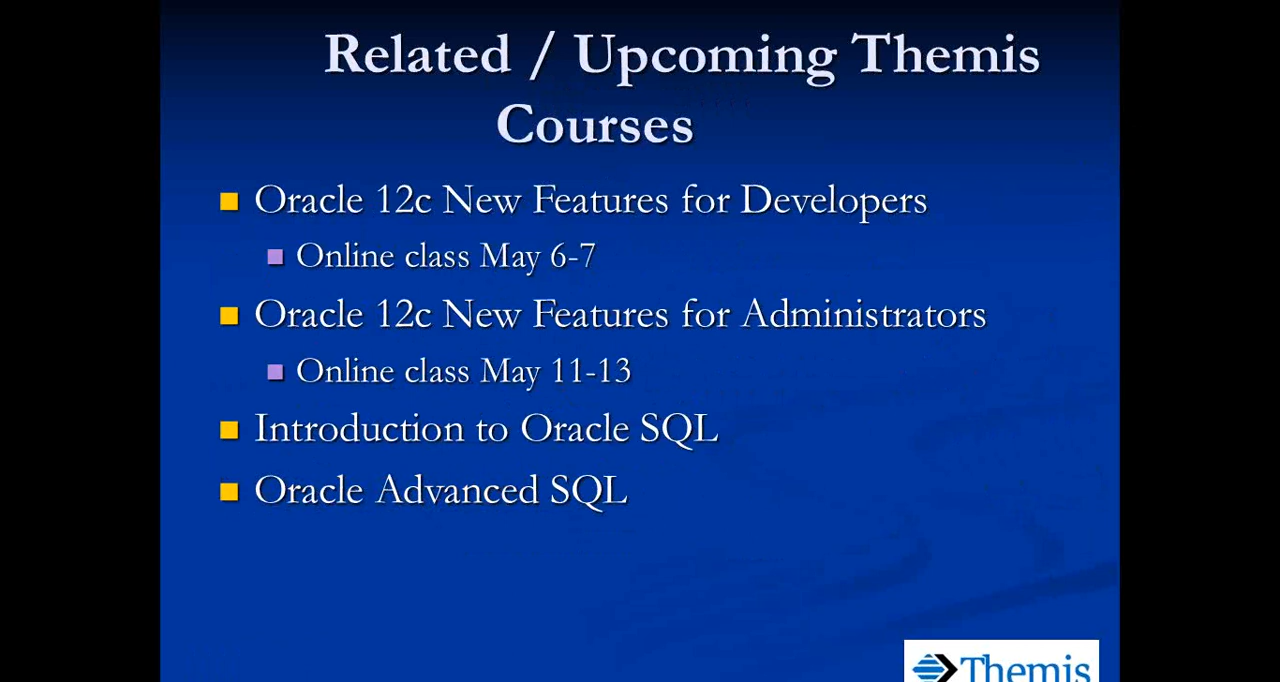 Related / Upcoming Themis
Courses
Oracle 12c New Features for Developers
Online class May 6-7
Oracle 12c New Features for Administrators
Online class May 11-13
Introduction to Oracle SQL
Oracle Advanced SQL
Themis